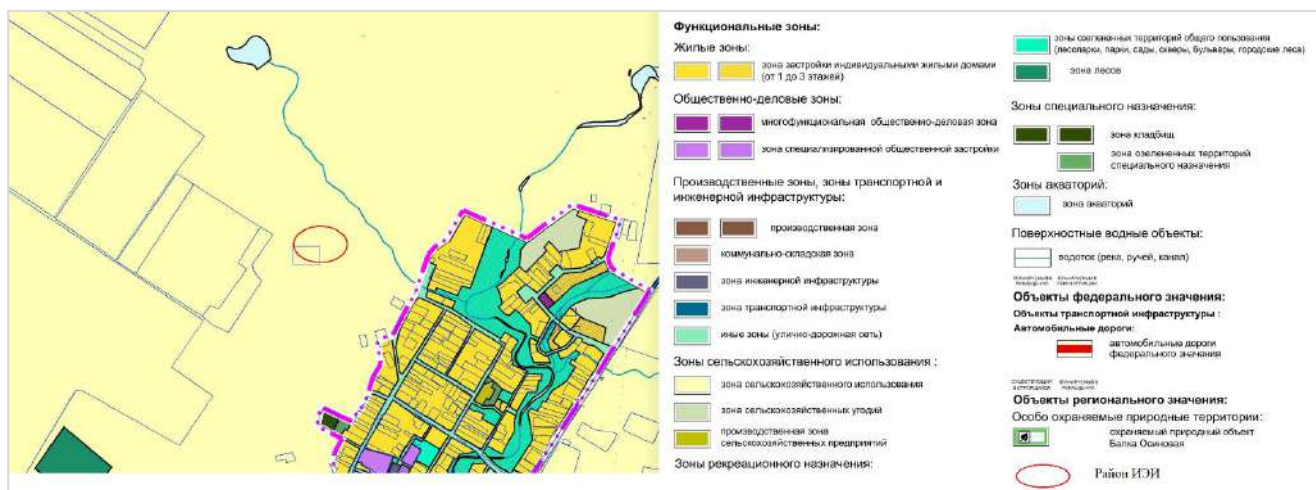 Функциональные зоны:
Жилые зоны:
зона застройки индивидуальными жилыми домами
(от 1 до 3 этажей)
Общественно-деловые зоны:
многофункциональная общественно-деловая зона
зона специализированной общественной застройки
Производственные зоны, зоны транспортной и
инженерной инфраструктуры:
производственная зона
коммунально-складская зона
зона инженерной инфраструктуры
зона транспортной инфраструктуры
иные зоны (улично-дорожная сеть)
Зоны сельскохозяйственного использования :
зона сельскохозяйственного использования
зона сельскохозяйственных угодий
производственная зона
сельскохозяйственных предприятий
Зоны рекреационного назначения:
зоны озелененных территорий общего пользования
(лесопарки, парки, сады, скверы, бульвары, городские леса)
зона лесов
Зоны специального назначения:
зона кладбищ
зона озелененных территорий
специального назначения
Зоны акваторий:
зона акваторий
Поверхностные водные объекты:
водоток (река, ручей, канал)
Объекты федерального значения:
Объекты транспортной инфраструктуры :
Автомобильные дороги:
автомобильные дороги
федерального значения
Объекты регионального значения:
Особо охраняемые природные территории:
охраняемый природный объект
Балка Осиновая
Район ИЭИ